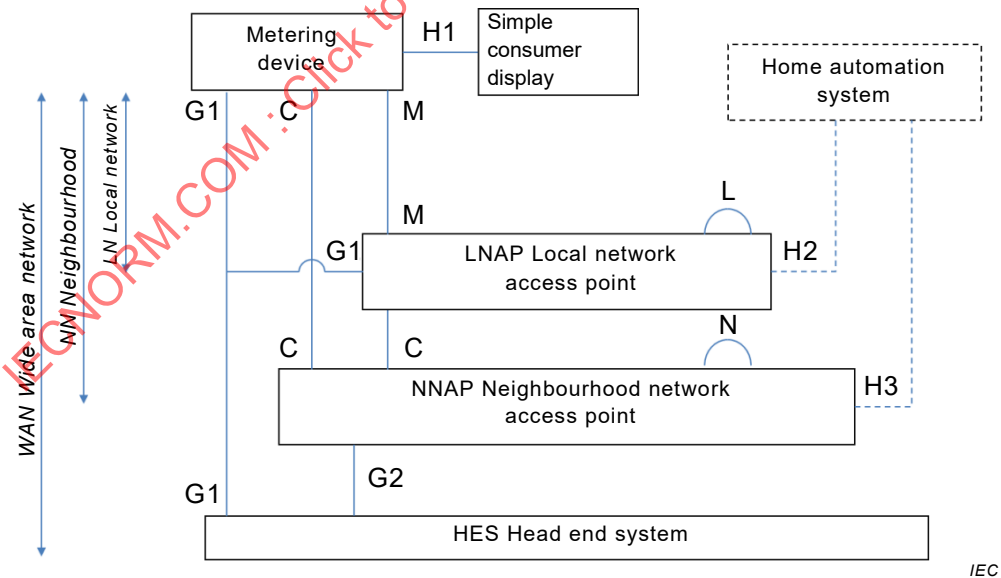 Metering
device
H1
Simple
consumer
display
Home automation
system
G1
C
M
WAN Wide area network
NN Neighbourhood
LN Local network
M
L
G1
LNAP Local network
access point
H2
N
C
C
NNAP Neighbourhood network
access point
H3
G2
G1
HES Head end system
IEC
IECNORM.COM : Click to